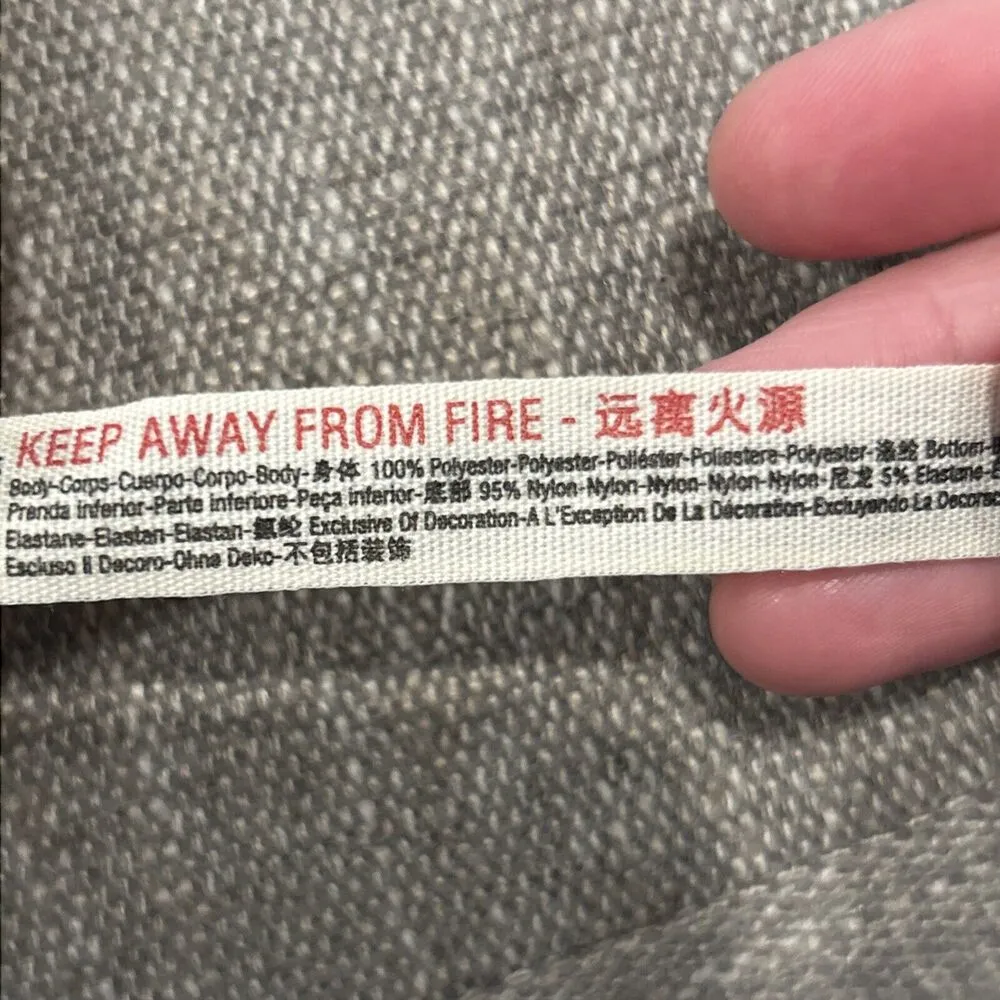 KEEP AWAY FROM FIRE - 远离火源
Body-Corps-Cuerpo-Corpo-Body-身体 100% Polyester-Polyester-Poliéster-Poliestere-Polyester-涤纶 Bottom-
Prenda Inferior-Parte Inferiore-Peça Inferior-底部 95% Nylon-Nylon-Nylon-Nylon-Nylon-尼龙 5% Elastane-
Elastane-Elastan-Elastan-氨纶 Exclusive Of Decoration-A L'Exception De La Décoration-Excluyendo La Decora
Escluso Il Decoro-Ohne Deko-不包括装饰